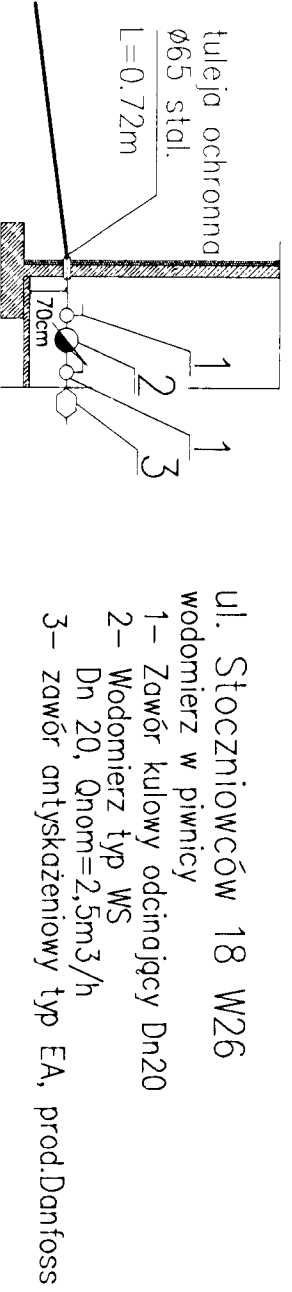 tuleja ochronna
Ø65 stal.
L=0.72m
70cm
1
2
1
3
ul. Stoczniowców 18 W26
wodomierz w piwnicy
1- Zawór kulowy odcinający Dn20
2- Wodomierz typ WS
Dn 20, Qnom=2,5m3/h
3- zawór antyskażeniowy typ EA, prod.Danfoss